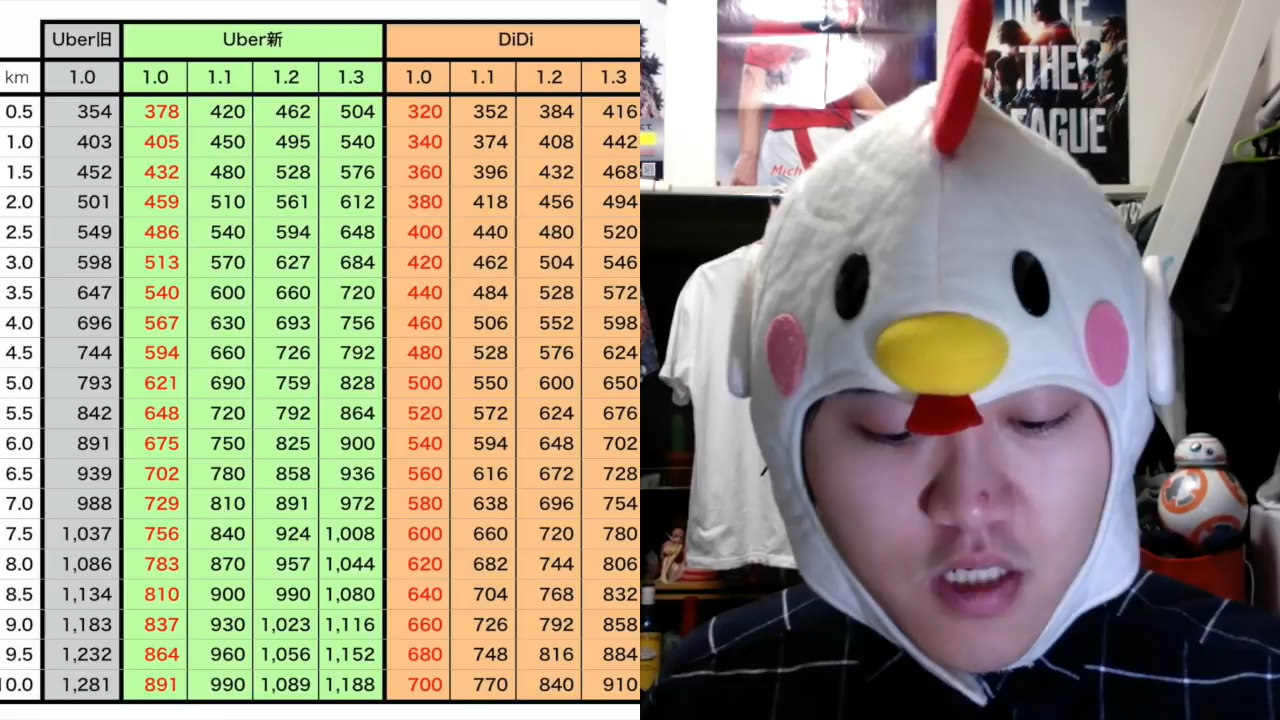 Uber旧 Uber新 DiDi
km 1.0 1.0 1.1 1.2 1.3 1.0 1.1 1.2 1.3
0.5 354 378 420 462 504 320 352 384 416
1.0 403 405 450 495 540 340 374 408 442
1.5 452 432 480 528 576 360 396 432 468
2.0 501 459 510 561 612 380 418 456 494
2.5 549 486 540 594 648 400 440 480 520
3.0 598 513 570 627 684 420 462 504 546
3.5 647 540 600 660 720 440 484 528 572
4.0 696 567 630 693 756 460 506 552 598
4.5 744 594 660 726 792 480 528 576 624
5.0 793 621 690 759 828 500 550 600 650
5.5 842 648 720 792 864 520 572 624 676
6.0 891 675 750 825 900 540 594 648 702
6.5 939 702 780 858 936 560 616 672 728
7.0 988 729 810 891 972 580 638 696 754
7.5 1,037 756 840 924 1,008 600 660 720 780
8.0 1,086 783 870 957 1,044 620 682 744 806
8.5 1,134 810 900 990 1,080 640 704 768 832
9.0 1,183 837 930 1,023 1,116 660 726 792 858
9.5 1,232 864 960 1,056 1,152 680 748 816 884
10.0 1,281 891 990 1,089 1,188 700 770 840 910
Mich
THE
LEAGUE